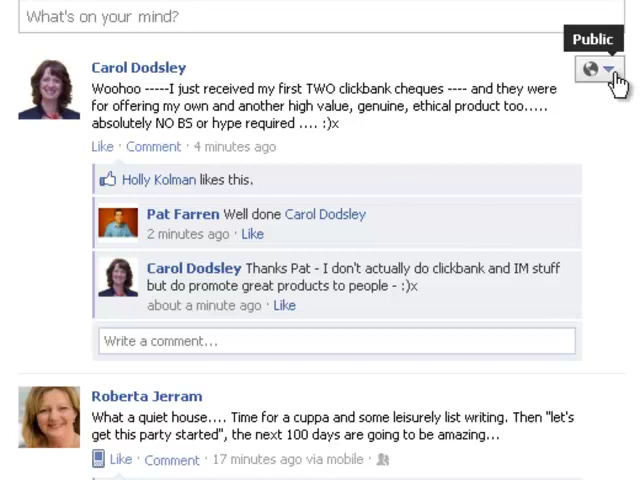 What's on your mind?
Public
Carol Dodsley
Woohoo -----I just received my first TWO clickbank cheques ---- and they were
for offering my own and another high value, genuine, ethical product too.....
absolutely NO BS or hype required .... :)x
Like · Comment · 4 minutes ago
Holly Kolman likes this.
Pat Farren Well done Carol Dodsley
2 minutes ago · Like
Carol Dodsley Thanks Pat - I don't actually do clickbank and IM stuff
but do promote great products to people - :)x
about a minute ago · Like
Write a comment...
Roberta Jerram
What a quiet house.... Time for a cuppa and some leisurely list writing. Then "let's
get this party started", the next 100 days are going to be amazing...
Like · Comment · 17 minutes ago via mobile ·